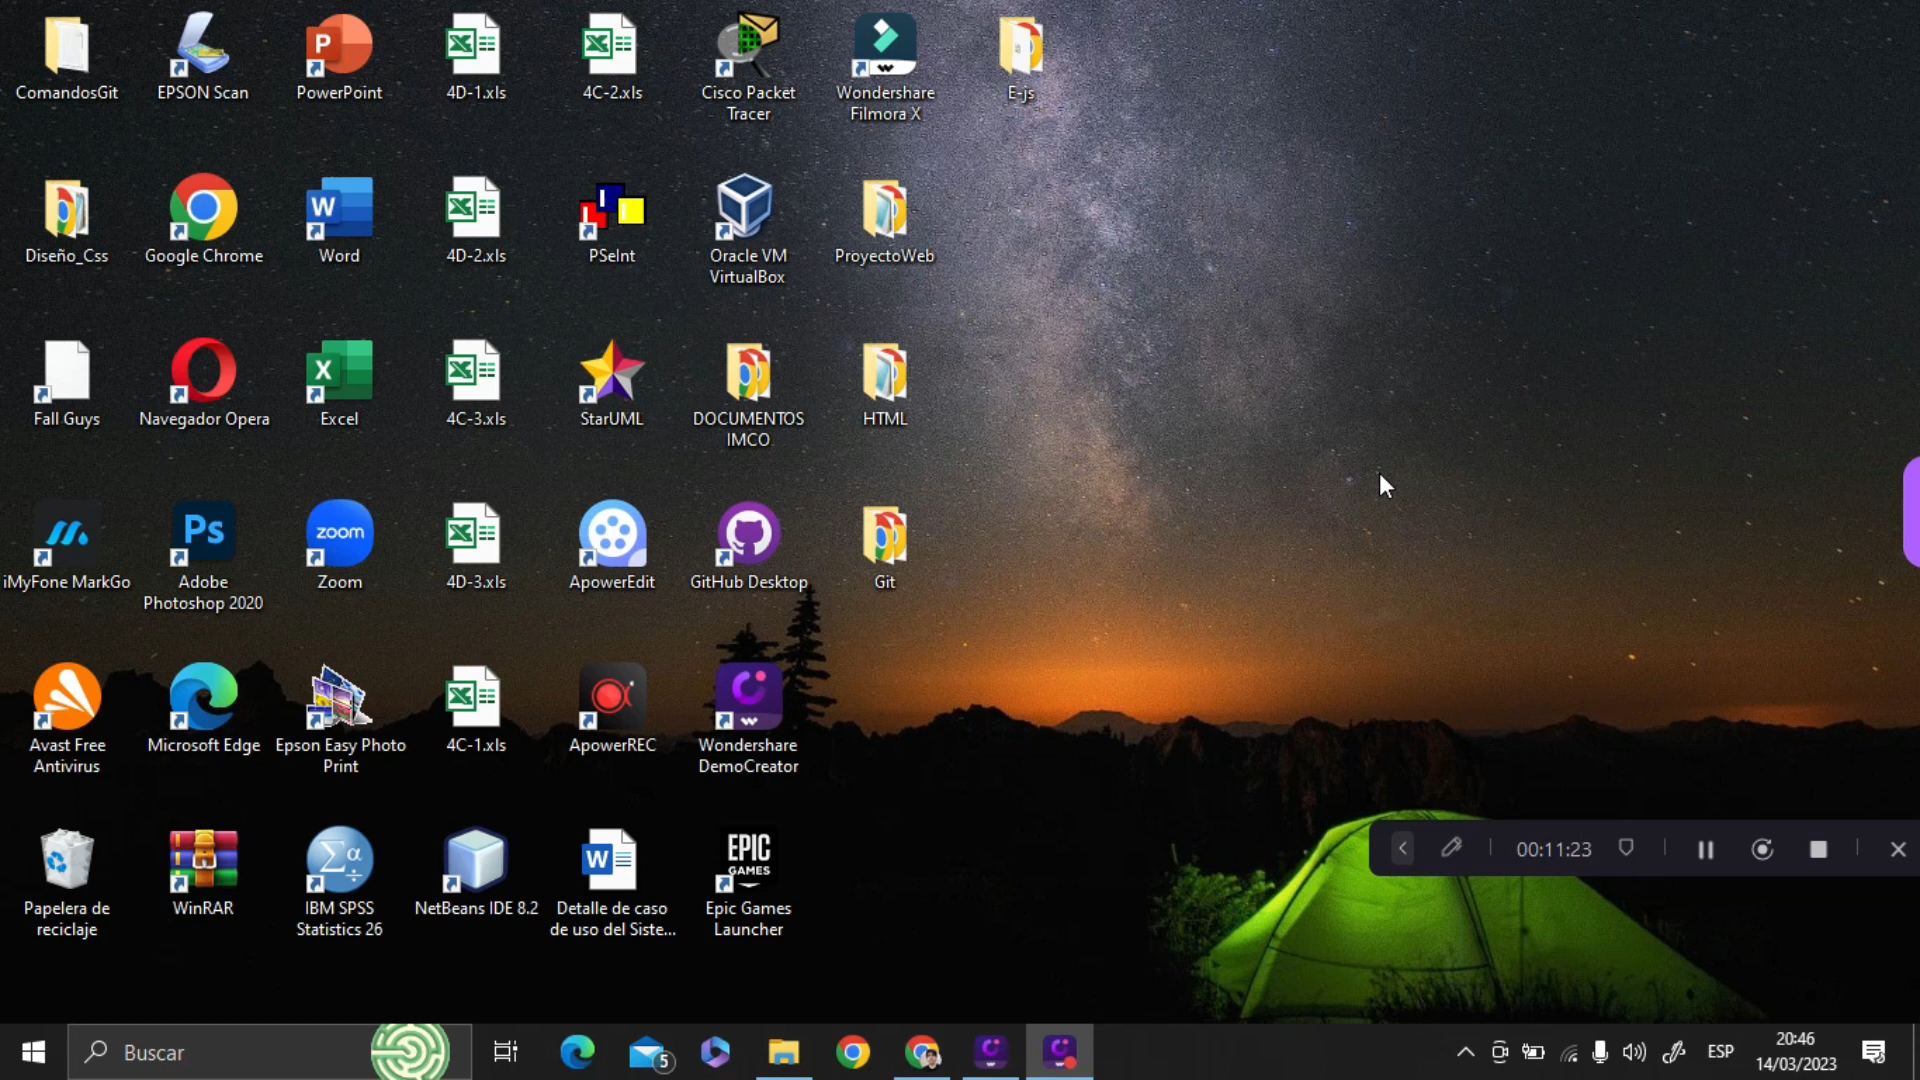 ComandosGit
EPSON Scan
PowerPoint
4D-1.xls
4C-2.xls
Cisco Packet
Tracer
Wondershare
Filmora X
E-js
Diseño_Css
Google Chrome
Word
4D-2.xls
PSeInt
Oracle VM
VirtualBox
ProyectoWeb
Fall Guys
Navegador Opera
Excel
4C-3.xls
StarUML
DOCUMENTOS
IMCO
HTML
Ps
zoom
iMyFone MarkGo
Adobe
Photoshop 2020
Zoom
4D-3.xls
ApowerEdit
GitHub Desktop
Git
Avast Free
Antivirus
Microsoft Edge
Epson Easy Photo
Print
4C-1.xls
ApowerREC
Wondershare
DemoCreator
EPIC
GAMES
00:11:23
Papelera de
reciclaje
WinRAR
IBM SPSS
Statistics 26
NetBeans IDE 8.2
Detalle de caso
de uso del Siste...
Epic Games
Launcher
Buscar
5
ESP
20:46
14/03/2023